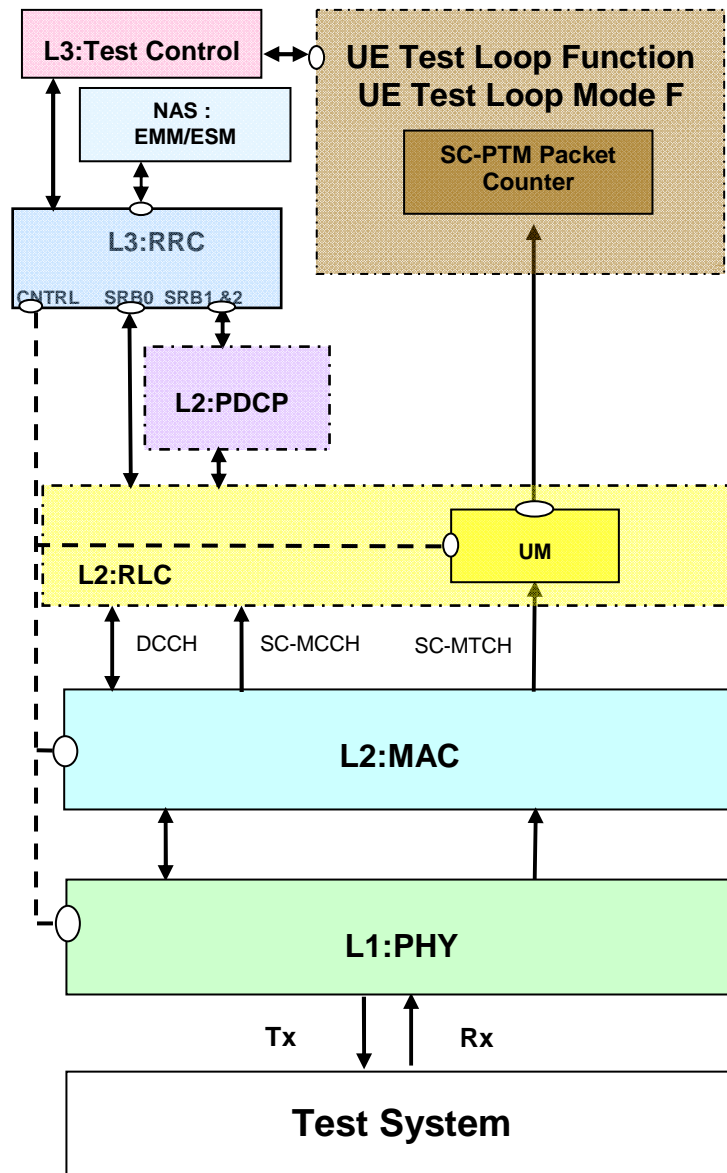 L3:Test Control
UE Test Loop Function
UE Test Loop Mode F
NAS :
EMM/ESM
SC-PTM Packet
Counter
L3:RRC
CNTRL SRB0 SRB1 &2
L2:PDCP
UM
L2:RLC
DCCH SC-MCCH SC-MTCH
L2:MAC
L1:PHY
Tx Rx
Test System